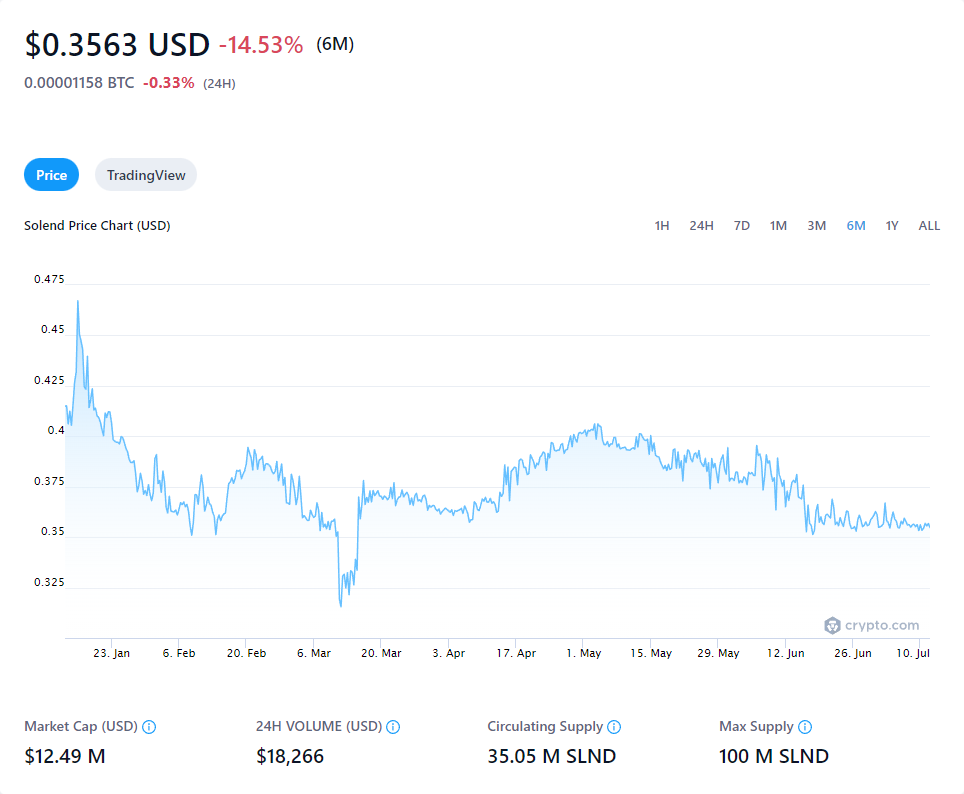 $0.3563 USD -14.53% (6M)
0.00001158 BTC -0.33% (24H)
Price TradingView
Solend Price Chart (USD) 1H 24H 7D 1M 3M 6M 1Y ALL
0.475
0.45
0.425
0.4
0.375
0.35
0.325
crypto.com
23. Jan 6. Feb 20. Feb 6. Mar 20. Mar 3. Apr 17. Apr 1. May 15. May 29. May 12. Jun 26. Jun 10. Jul
Market Cap (USD) 24H VOLUME (USD) Circulating Supply Max Supply
$12.49 M $18,266 35.05 M SLND 100 M SLND